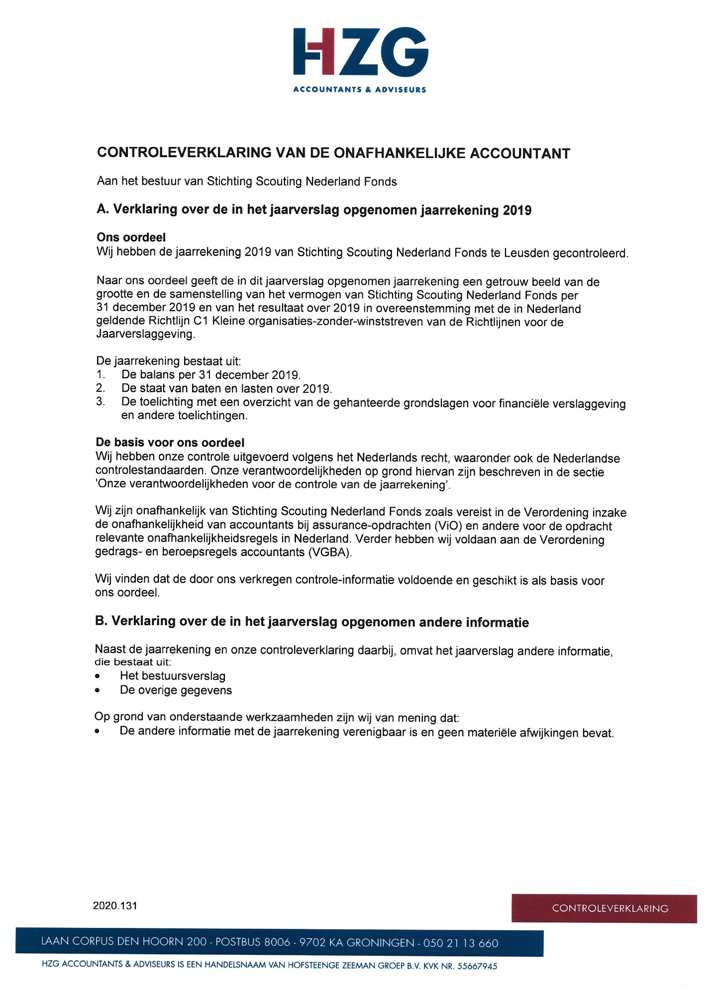 HZG
ACCOUNTANTS & ADVISEURS
CONTROLEVERKLARING VAN DE ONAFHANKELIJKE ACCOUNTANT
Aan het bestuur van Stichting Scouting Nederland Fonds
A. Verklaring over de in het jaarverslag opgenomen jaarrekening 2019
Ons oordeel
Wij hebben de jaarrekening 2019 van Stichting Scouting Nederland Fonds te Leusden gecontroleerd.
Naar ons oordeel geeft de in dit jaarverslag opgenomen jaarrekening een getrouw beeld van de
grootte en de samenstelling van het vermogen van Stichting Scouting Nederland Fonds per
31 december 2019 en van het resultaat over 2019 in overeenstemming met de in Nederland
geldende Richtlijn C1 Kleine organisaties-zonder-winststreven van de Richtlijnen voor de
Jaarverslaggeving.
De jaarrekening bestaat uit:
1. De balans per 31 december 2019.
2. De staat van baten en lasten over 2019.
3. De toelichting met een overzicht van de gehanteerde grondslagen voor financiële verslaggeving
en andere toelichtingen.
De basis voor ons oordeel
Wij hebben onze controle uitgevoerd volgens het Nederlands recht, waaronder ook de Nederlandse
controlestandaarden. Onze verantwoordelijkheden op grond hiervan zijn beschreven in de sectie
'Onze verantwoordelijkheden voor de controle van de jaarrekening'.
Wij zijn onafhankelijk van Stichting Scouting Nederland Fonds zoals vereist in de Verordening inzake
de onafhankelijkheid van accountants bij assurance-opdrachten (ViO) en andere voor de opdracht
relevante onafhankelijkheidsregels in Nederland. Verder hebben wij voldaan aan de Verordening
gedrags- en beroepsregels accountants (VGBA).
Wij vinden dat de door ons verkregen controle-informatie voldoende en geschikt is als basis voor
ons oordeel.
B. Verklaring over de in het jaarverslag opgenomen andere informatie
Naast de jaarrekening en onze controleverklaring daarbij, omvat het jaarverslag andere informatie,
die bestaat uit:
• Het bestuursverslag
• De overige gegevens
Op grond van onderstaande werkzaamheden zijn wij van mening dat:
• De andere informatie met de jaarrekening verenigbaar is en geen materiële afwijkingen bevat.
2020.131
CONTROLEVERKLARING
LAAN CORPUS DEN HOORN 200 - POSTBUS 8006 - 9702 KA GRONINGEN - 050 21 13 660
HZG ACCOUNTANTS & ADVISEURS IS EEN HANDELSNAAM VAN HOFSTEENGE ZEEMAN GROEP B.V. KVK NR. 55667945